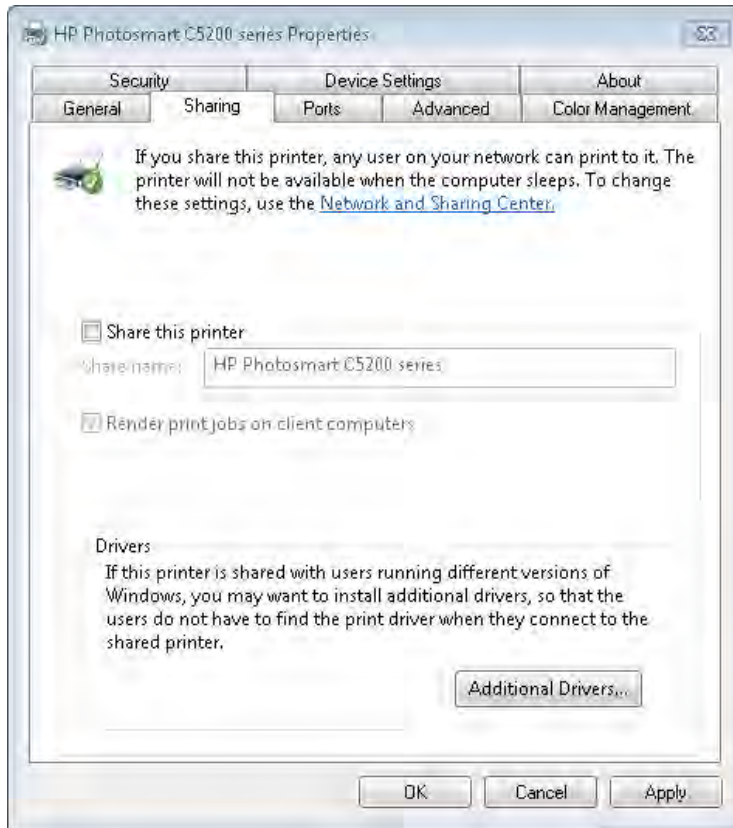 HP Photosmart C5200 series Properties
Security Device Settings About
General Sharing Ports Advanced Color Management
If you share this printer, any user on your network can print to it. The
printer will not be available when the computer sleeps. To change
these settings, use the Network and Sharing Center.
Share this printer
Share name: HP Photosmart C5200 series
Render print jobs on client computers
Drivers
If this printer is shared with users running different versions of
Windows, you may want to install additional drivers, so that the
users do not have to find the print driver when they connect to the
shared printer.
Additional Drivers...
OK Cancel Apply